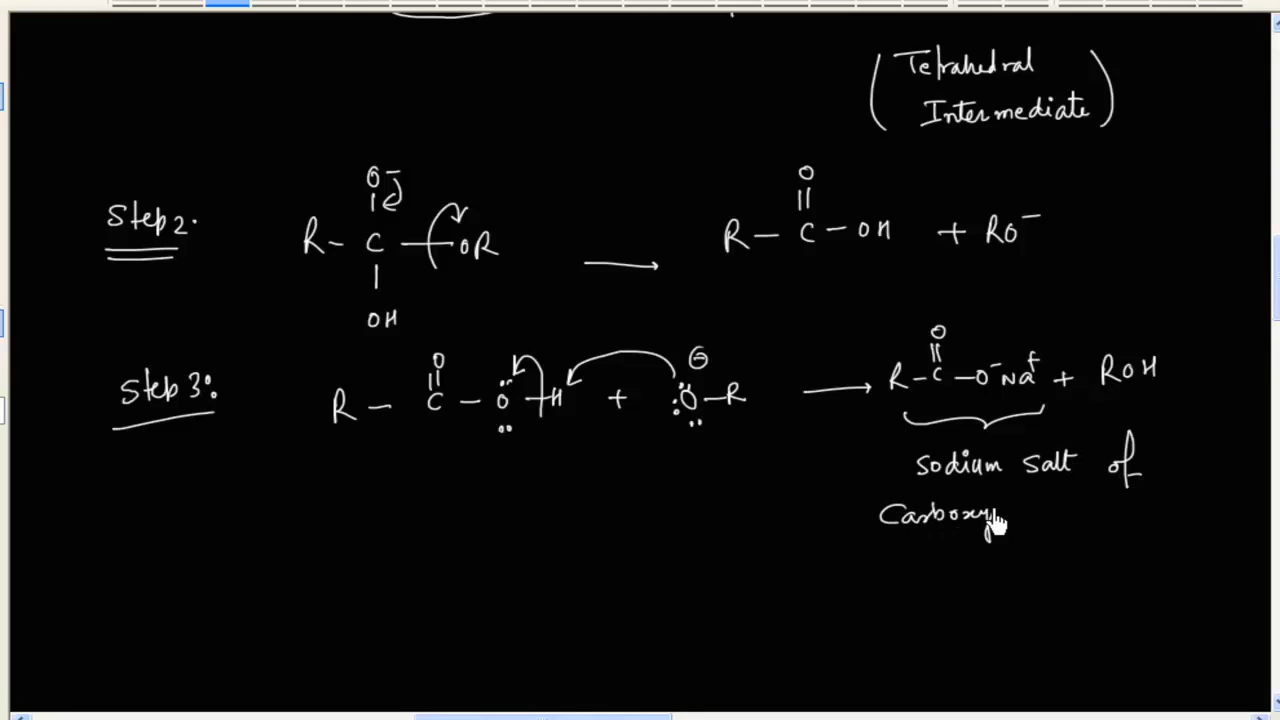 (Tetrahedral
Intermediate)
O⁻
Step 2.
R - C - OR → R - C - OH + RO⁻
OH
O
Step 3:
R - C - O - H + O - R → R - C - O⁻Na⁺ + ROH
O
⊖
O
Sodium Salt of
Carboxy